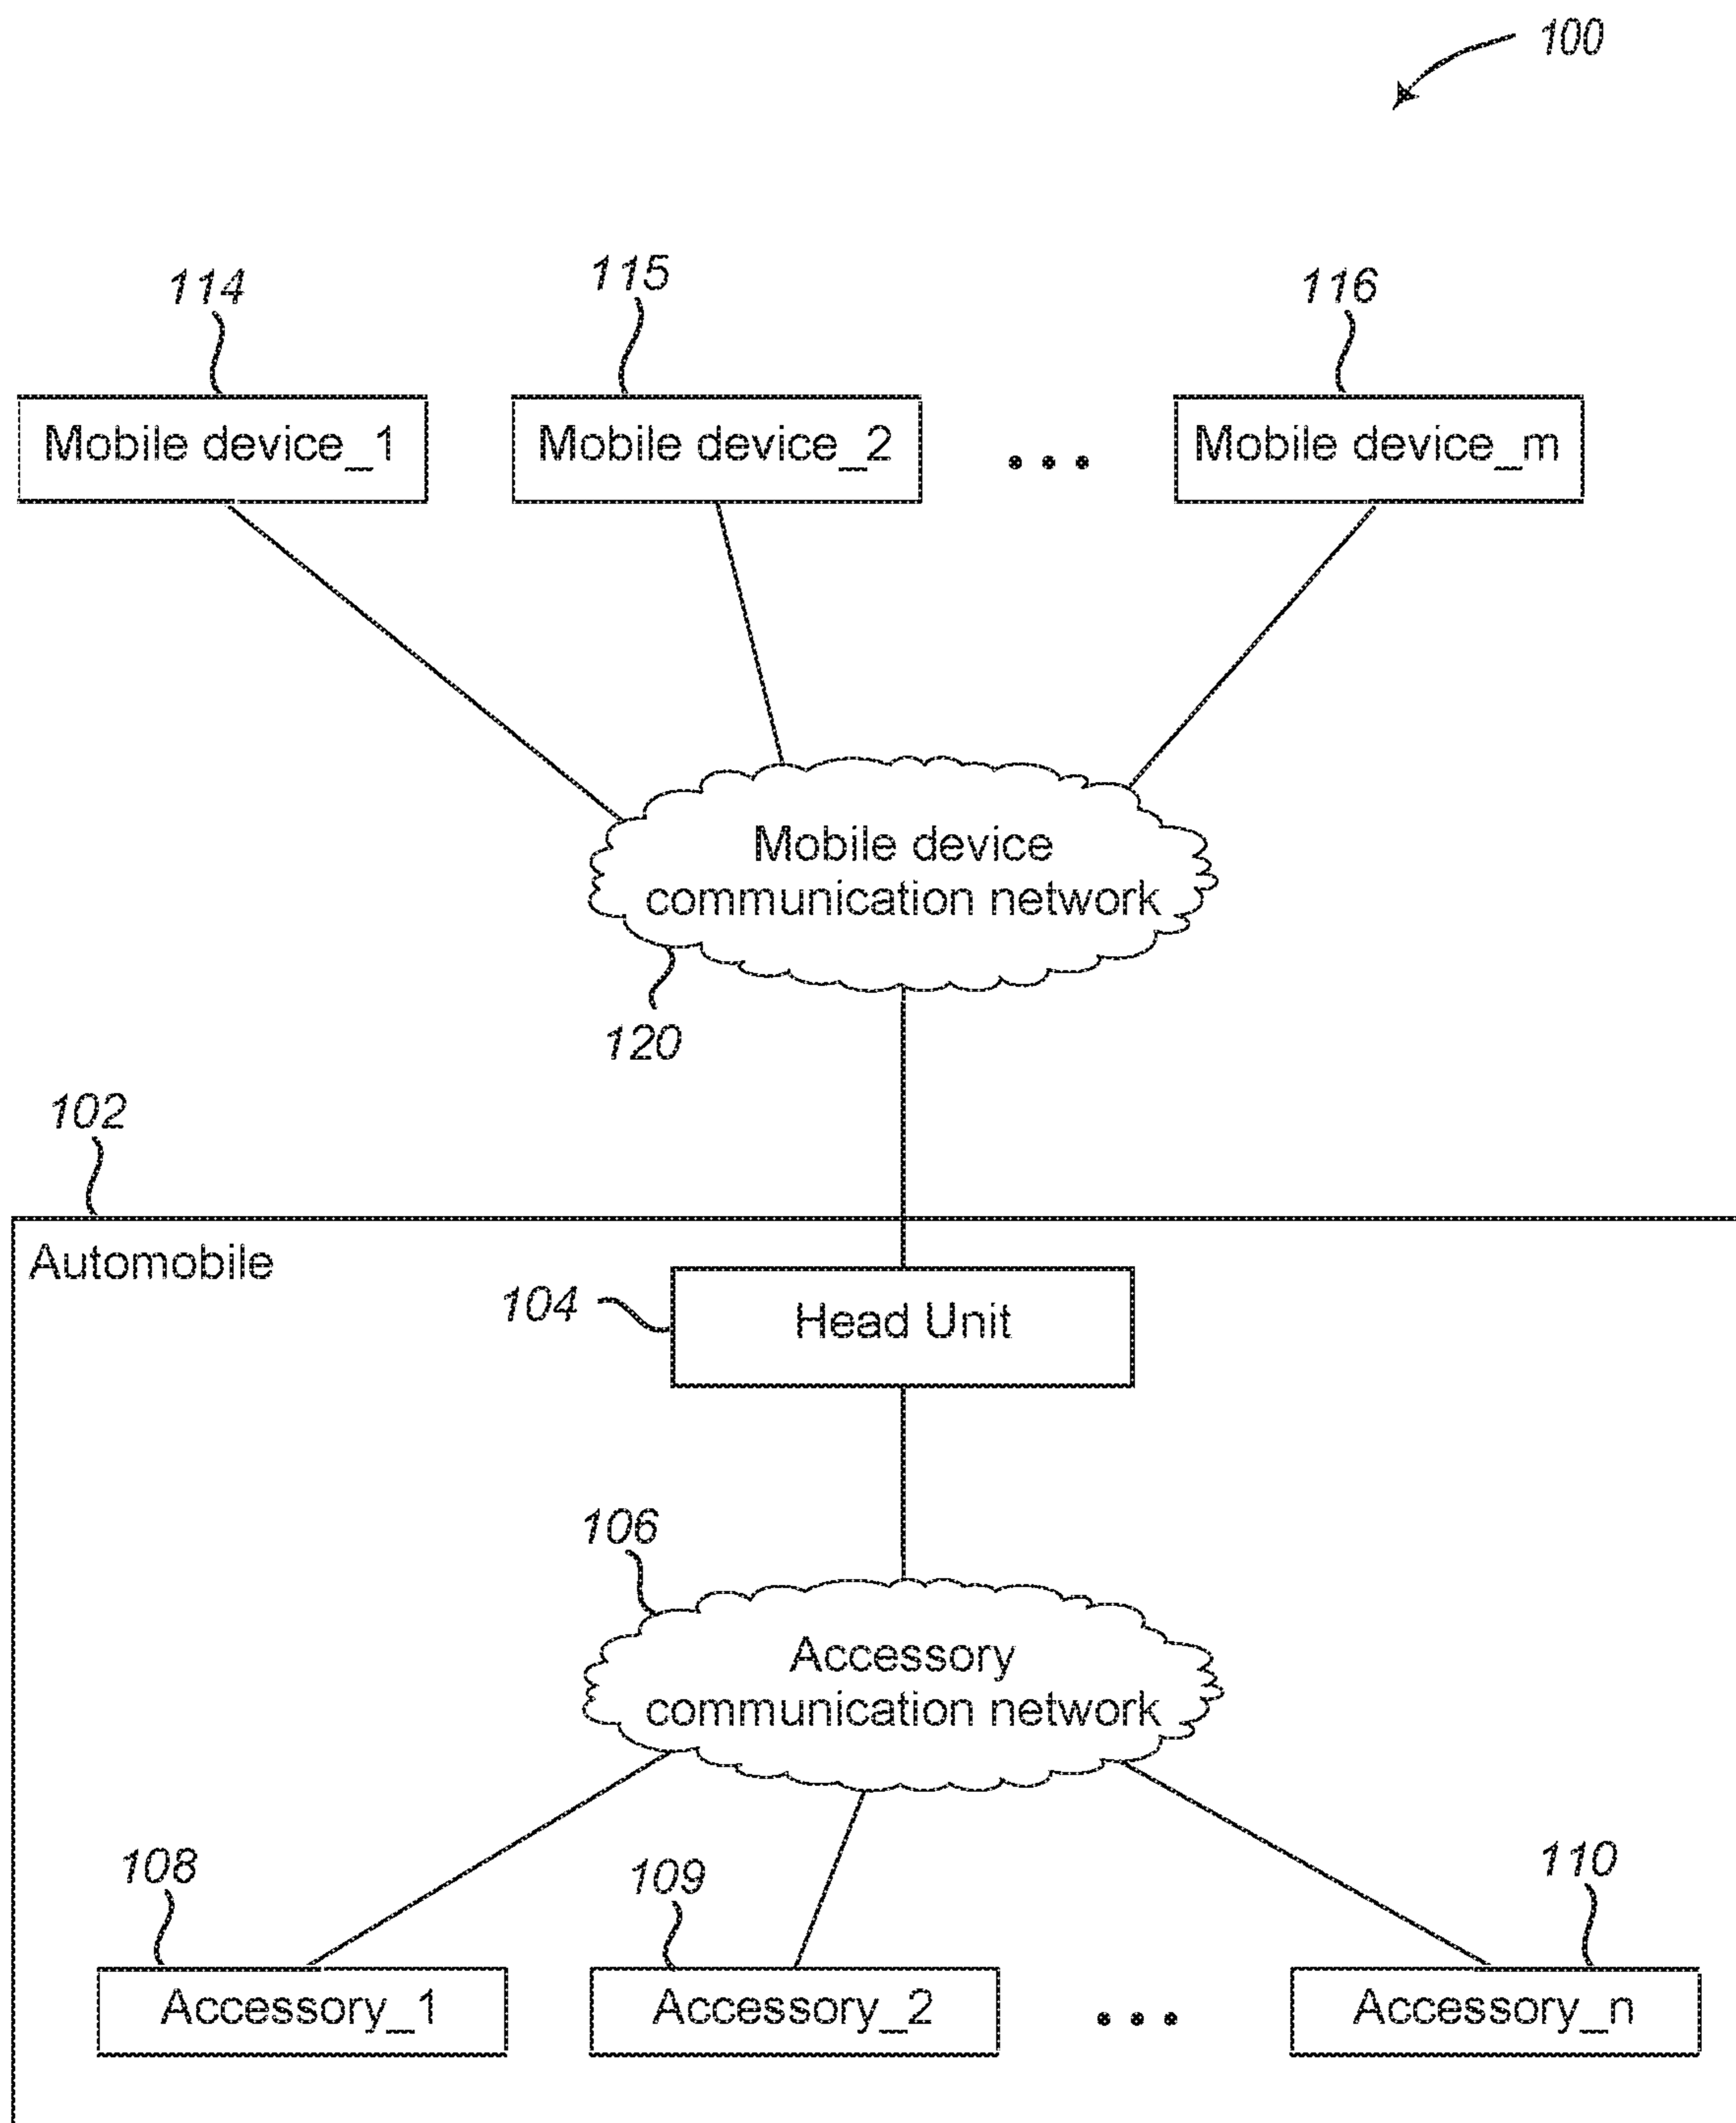 100
114
115
116
Mobile device_1
Mobile device_2
Mobile device_m
Mobile device
communication network
120
102
Automobile
104
Head Unit
106
Accessory
communication network
108
109
110
Accessory_1
Accessory_2
Accessory_n